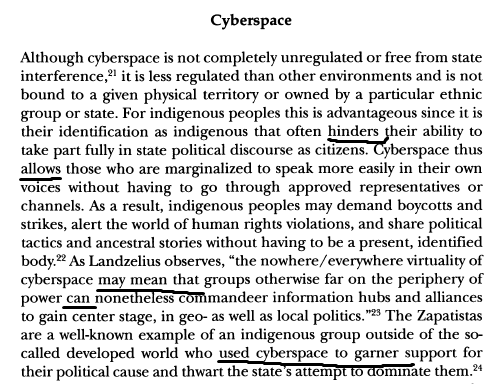 Cyberspace
Although cyberspace is not completely unregulated or free from state
interference,²¹ it is less regulated than other environments and is not
bound to a given physical territory or owned by a particular ethnic
group or state. For indigenous peoples this is advantageous since it
is their identification as indigenous that often hinders their ability to
take part fully in state political discourse as citizens. Cyberspace thus
allows those who are marginalized to speak more easily in their own
voices without having to go through approved representatives or
channels. As a result, indigenous peoples may demand boycotts and
strikes, alert the world of human rights violations, and share political
tactics and ancestral stories without having to be a present, identified
body.²² As Landzelius observes, “the nowhere/everywhere virtuality of
cyberspace may mean that groups otherwise far on the periphery of
power can nonetheless commandeer information hubs and alliances
to gain center stage, in geo- as well as local politics.”²³ The Zapatistas
are a well-known example of an indigenous group outside of the so-
called developed world who used cyberspace to garner support for
their political cause and thwart the state’s attempt to dominate them.²⁴